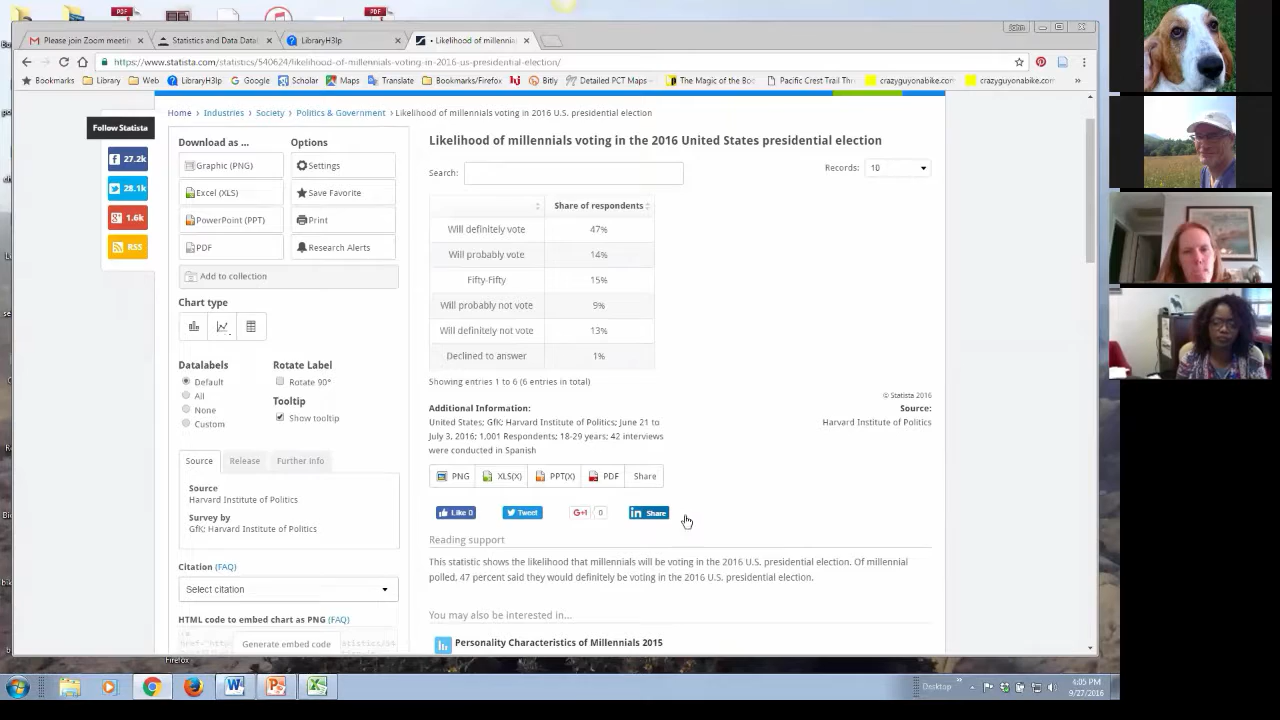 PDF
PDF
John
Please join Zoom meetin
Statistics and Data Datab
LibraryH3lp
Likelihood of millennia
https://www.statista.com/statistics/540624/likelihood-of-millennials-voting-in-2016-us-presidential-election/
Bookmarks
Library
Web
LibraryH3lp
Google
Scholar
Maps
Translate
Bookmarks/Firefox
Bitly
Detailed PCT Maps
The Magic of the Boo
Pacific Crest Trail Thr
crazyguyonabike.com
crazyguyonabike.com
Home › Industries › Society › Politics & Government › Likelihood of millennials voting in 2016 U.S. presidential election
Follow Statista
27.2k
28.1k
1.6k
RSS
Download as ...
Options
Graphic (PNG)
Settings
Excel (XLS)
Save Favorite
PowerPoint (PPT)
Print
PDF
Research Alerts
Add to collection
Chart type
Datalabels
Rotate Label
Default
Rotate 90°
All
Tooltip
None
Show tooltip
Custom
Source
Release
Further info
Source
Harvard Institute of Politics
Survey by
GfK; Harvard Institute of Politics
Citation (FAQ)
Select citation
HTML code to embed chart as PNG (FAQ)
Generate embed code
Likelihood of millennials voting in the 2016 United States presidential election
Search:
Records: 10
Share of respondents
Will definitely vote 47%
Will probably vote 14%
Fifty-Fifty 15%
Will probably not vote 9%
Will definitely not vote 13%
Declined to answer 1%
Showing entries 1 to 6 (6 entries in total)
© Statista 2016
Additional Information:
Source:
United States; GfK; Harvard Institute of Politics; June 21 to
Harvard Institute of Politics
July 3, 2016; 1,001 Respondents; 18-29 years; 42 interviews
were conducted in Spanish
PNG
XLS(X)
PPT(X)
PDF
Share
Like 0
Tweet
G+1
0
in Share
Reading support
This statistic shows the likelihood that millennials will be voting in the 2016 U.S. presidential election. Of millennial
polled, 47 percent said they would definitely be voting in the 2016 U.S. presidential election.
You may also be interested in...
Personality Characteristics of Millennials 2015
Firefox
Desktop
4:05 PM
9/27/2016